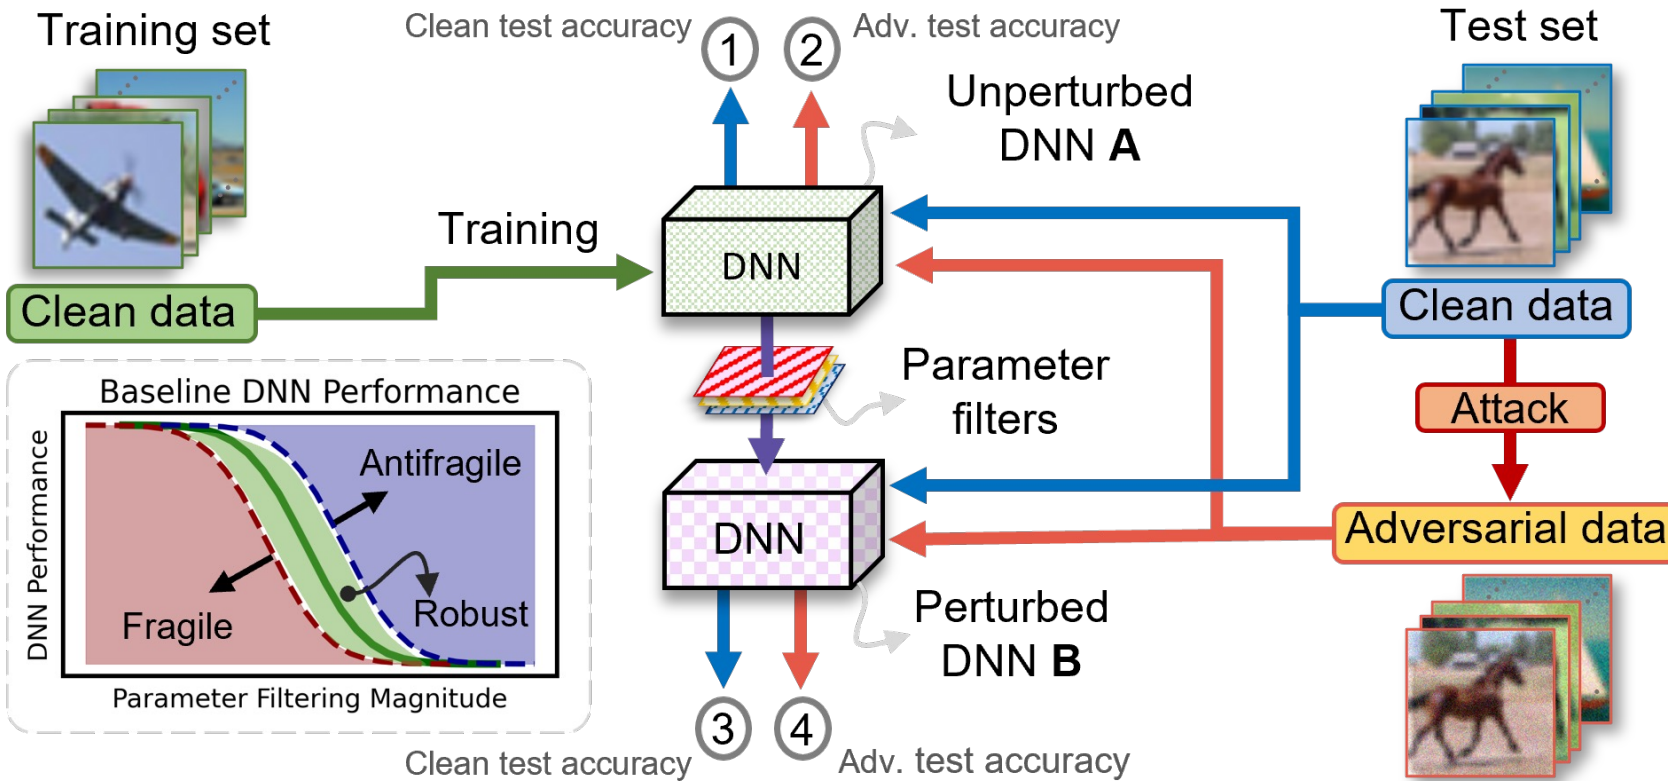 Training set
Clean test accuracy
1
2
Adv. test accuracy
Test set
Unperturbed
DNN A
Training
DNN
Clean data
Clean data
Parameter
filters
Attack
Baseline DNN Performance
DNN Performance
Antifragile
Fragile
Robust
Parameter Filtering Magnitude
DNN
Adversarial data
Perturbed
DNN B
3
4
Clean test accuracy
Adv. test accuracy